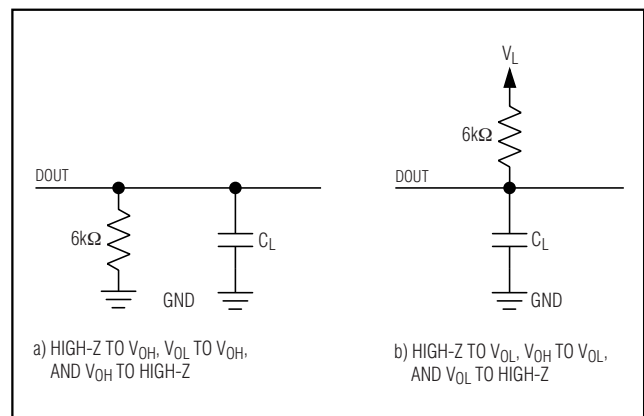 DOUT
6kΩ
C_L
GND
a) HIGH-Z TO V_OH, V_OL TO V_OH,
AND V_OH TO HIGH-Z
V_L
6kΩ
DOUT
C_L
GND
b) HIGH-Z TO V_OL, V_OH TO V_OL,
AND V_OL TO HIGH-Z